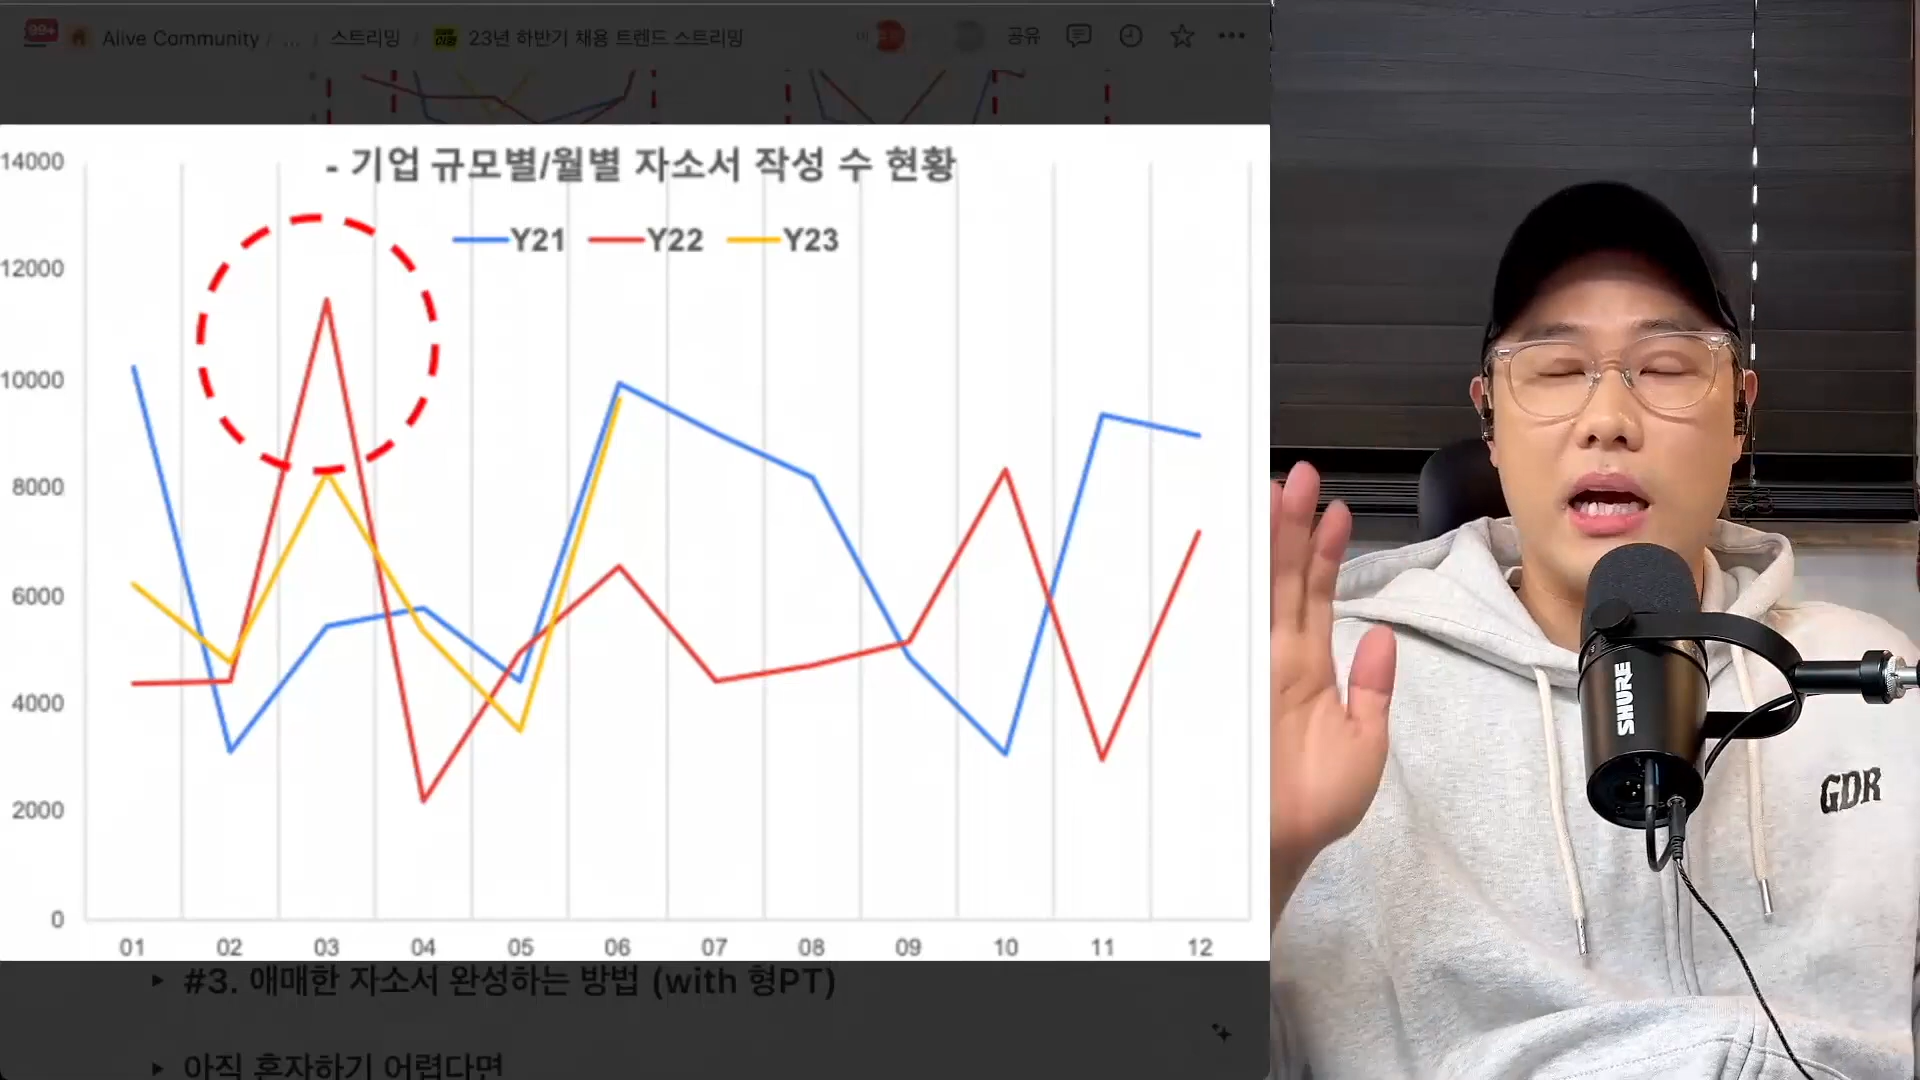 99+ Alive Community / ... / 스트리밍 / 23년 하반기 채용 트렌드 스트리밍 공유 •••
- 기업 규모별/월별 자소서 작성 수 현황
Y21 Y22 Y23
14000
12000
10000
8000
6000
4000
2000
0
01 02 03 04 05 06 07 08 09 10 11 12
#3. 애매한 자소서 완성하는 방법 (with 형PT)
아직 혼자하기 어렵다면
SHURE
GDR